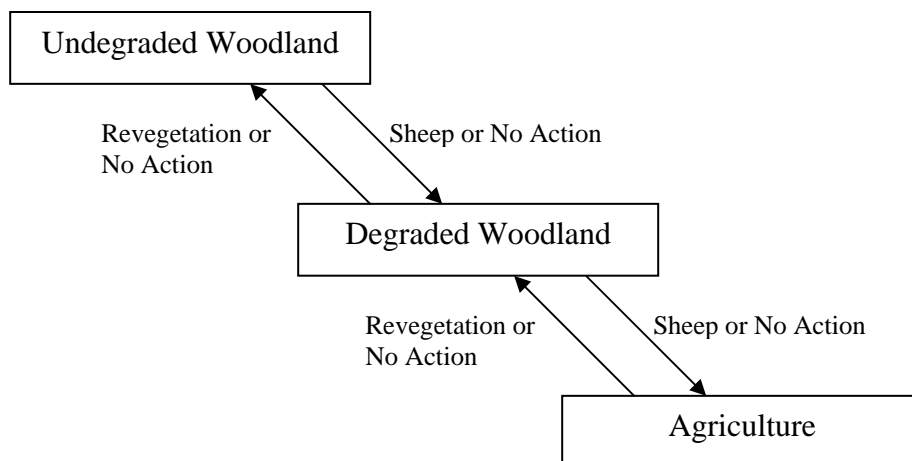 Undegraded Woodland
Revegetation or
No Action
Sheep or No Action
Degraded Woodland
Revegetation or
No Action
Sheep or No Action
Agriculture